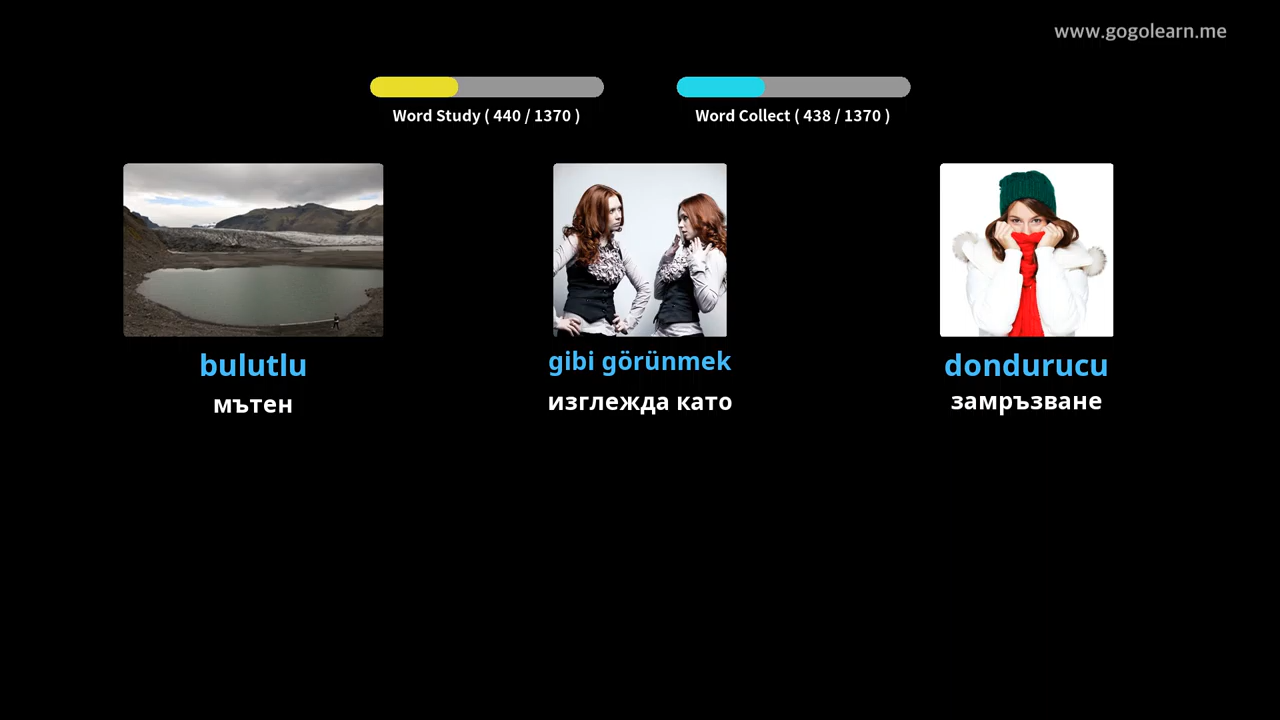 www.gogolearn.me
Word Study ( 440 / 1370 )
Word Collect ( 438 / 1370 )
bulutlu
gibi görünmek
dondurucu
мътен
изглежда като
замръзване